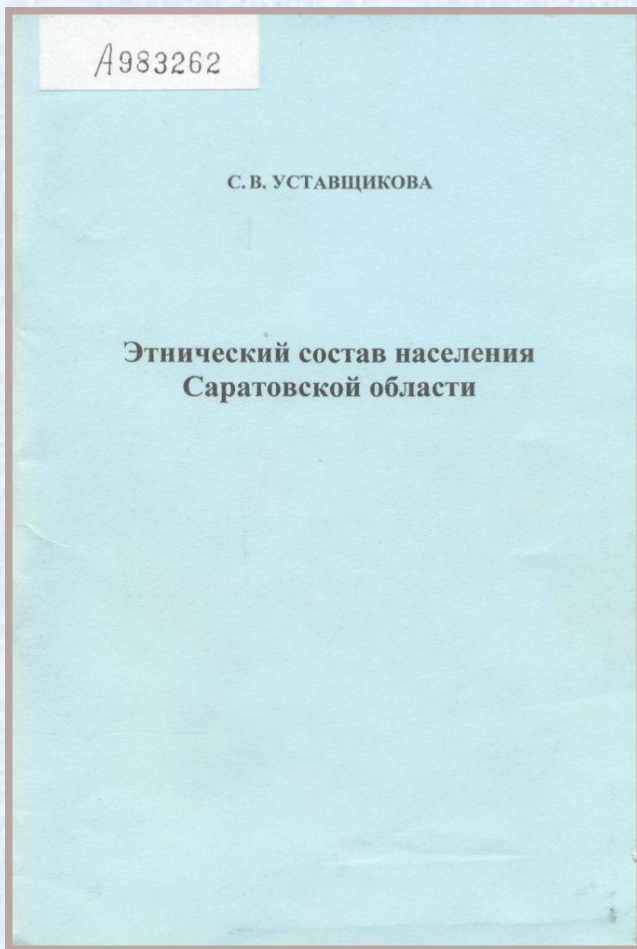 А983262
С. В. УСТАВЩИКОВА
Этнический состав населения
Саратовской области